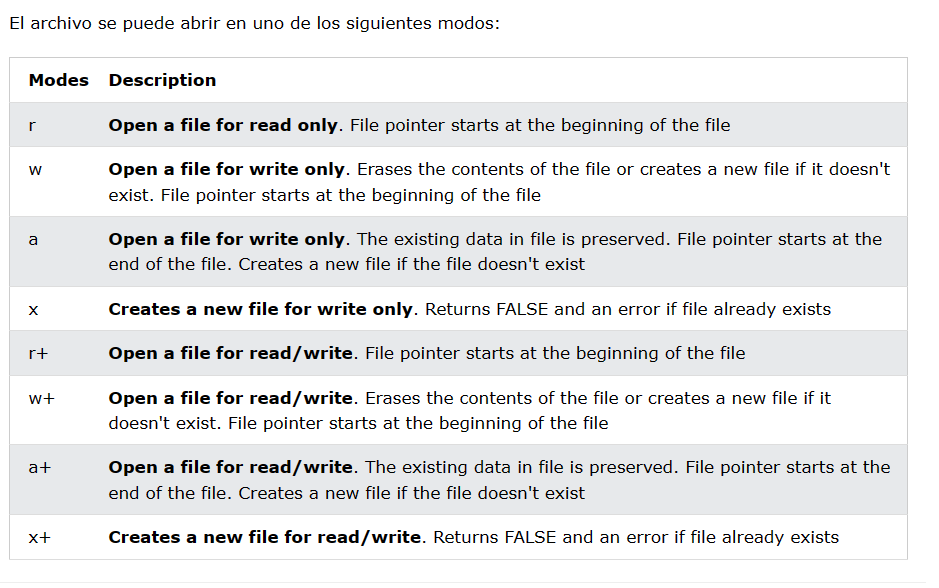 El archivo se puede abrir en uno de los siguientes modos:
Modes Description
r Open a file for read only. File pointer starts at the beginning of the file
w Open a file for write only. Erases the contents of the file or creates a new file if it doesn't
exist. File pointer starts at the beginning of the file
a Open a file for write only. The existing data in file is preserved. File pointer starts at the
end of the file. Creates a new file if the file doesn't exist
x Creates a new file for write only. Returns FALSE and an error if file already exists
r+ Open a file for read/write. File pointer starts at the beginning of the file
w+ Open a file for read/write. Erases the contents of the file or creates a new file if it
doesn't exist. File pointer starts at the beginning of the file
a+ Open a file for read/write. The existing data in file is preserved. File pointer starts at the
end of the file. Creates a new file if the file doesn't exist
x+ Creates a new file for read/write. Returns FALSE and an error if file already exists